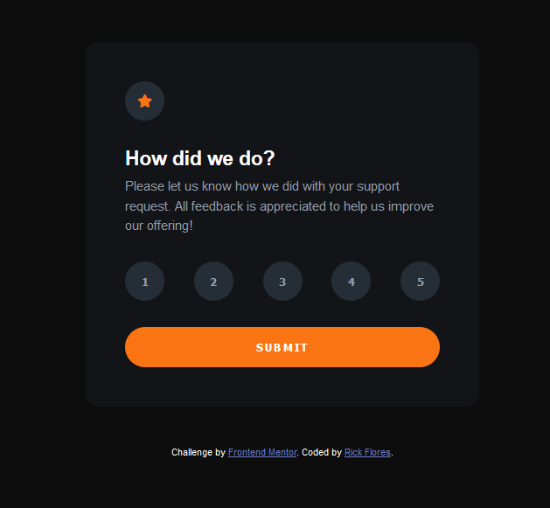 How did we do?
Please let us know how we did with your support
request. All feedback is appreciated to help us improve
our offering!
1 2 3 4 5
SUBMIT
Challenge by Frontend Mentor. Coded by Rick Flores.